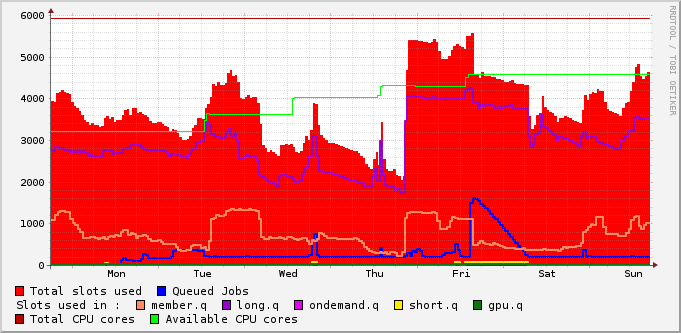 6000
5000
4000
3000
2000
1000
0
Mon Tue Wed Thu Fri Sat Sun
Total slots used Queued Jobs
Slots used in : member.q long.q ondemand.q short.q gpu.q
Total CPU cores Available CPU cores
RRDTOOL / TOBI OETIKER